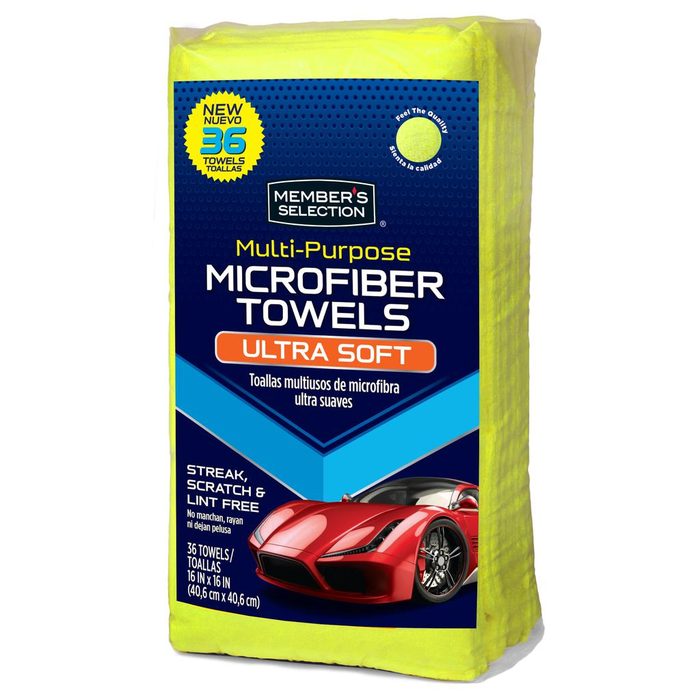 NEW
NUEVO
36
TOWELS
TOALLAS
Feel The Quality
Sienta la calidad
MEMBER'S
SELECTION
®
Multi-Purpose
MICROFIBER
TOWELS
ULTRA SOFT
Toallas multiusos de microfibra
ultra suaves
STREAK,
SCRATCH &
LINT FREE
No manchan, rayan
ni dejan pelusa
36 TOWELS/
TOALLAS
16 IN x 16 IN
(40,6 cm x 40,6 cm)